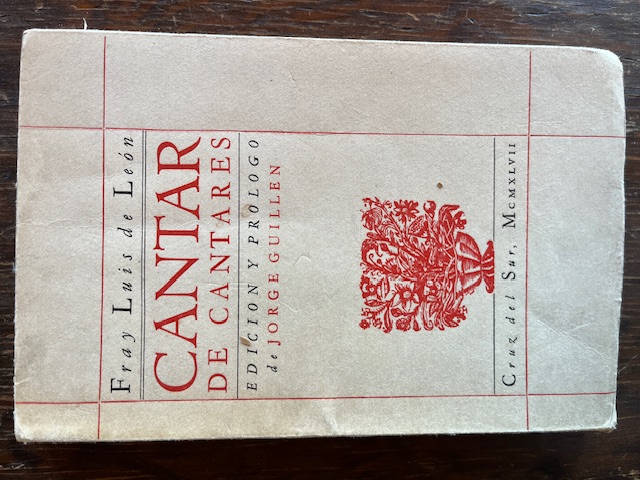 Fray Luis de León
CANTAR
DE CANTARES
EDICION Y PROLOGO
de JORGE GUILLEN
Cruz del Sur, MCMXLVII